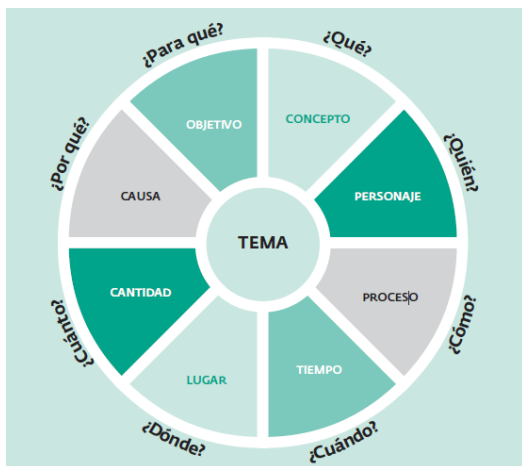 ¿Para qué?
¿Qué?
OBJETIVO
CONCEPTO
¿Por qué?
¿Quién?
CAUSA
PERSONAJE
TEMA
CANTIDAD
PROCESO
¿Cuánto?
¿Cómo?
LUGAR
TIEMPO
¿Dónde?
¿Cuándo?